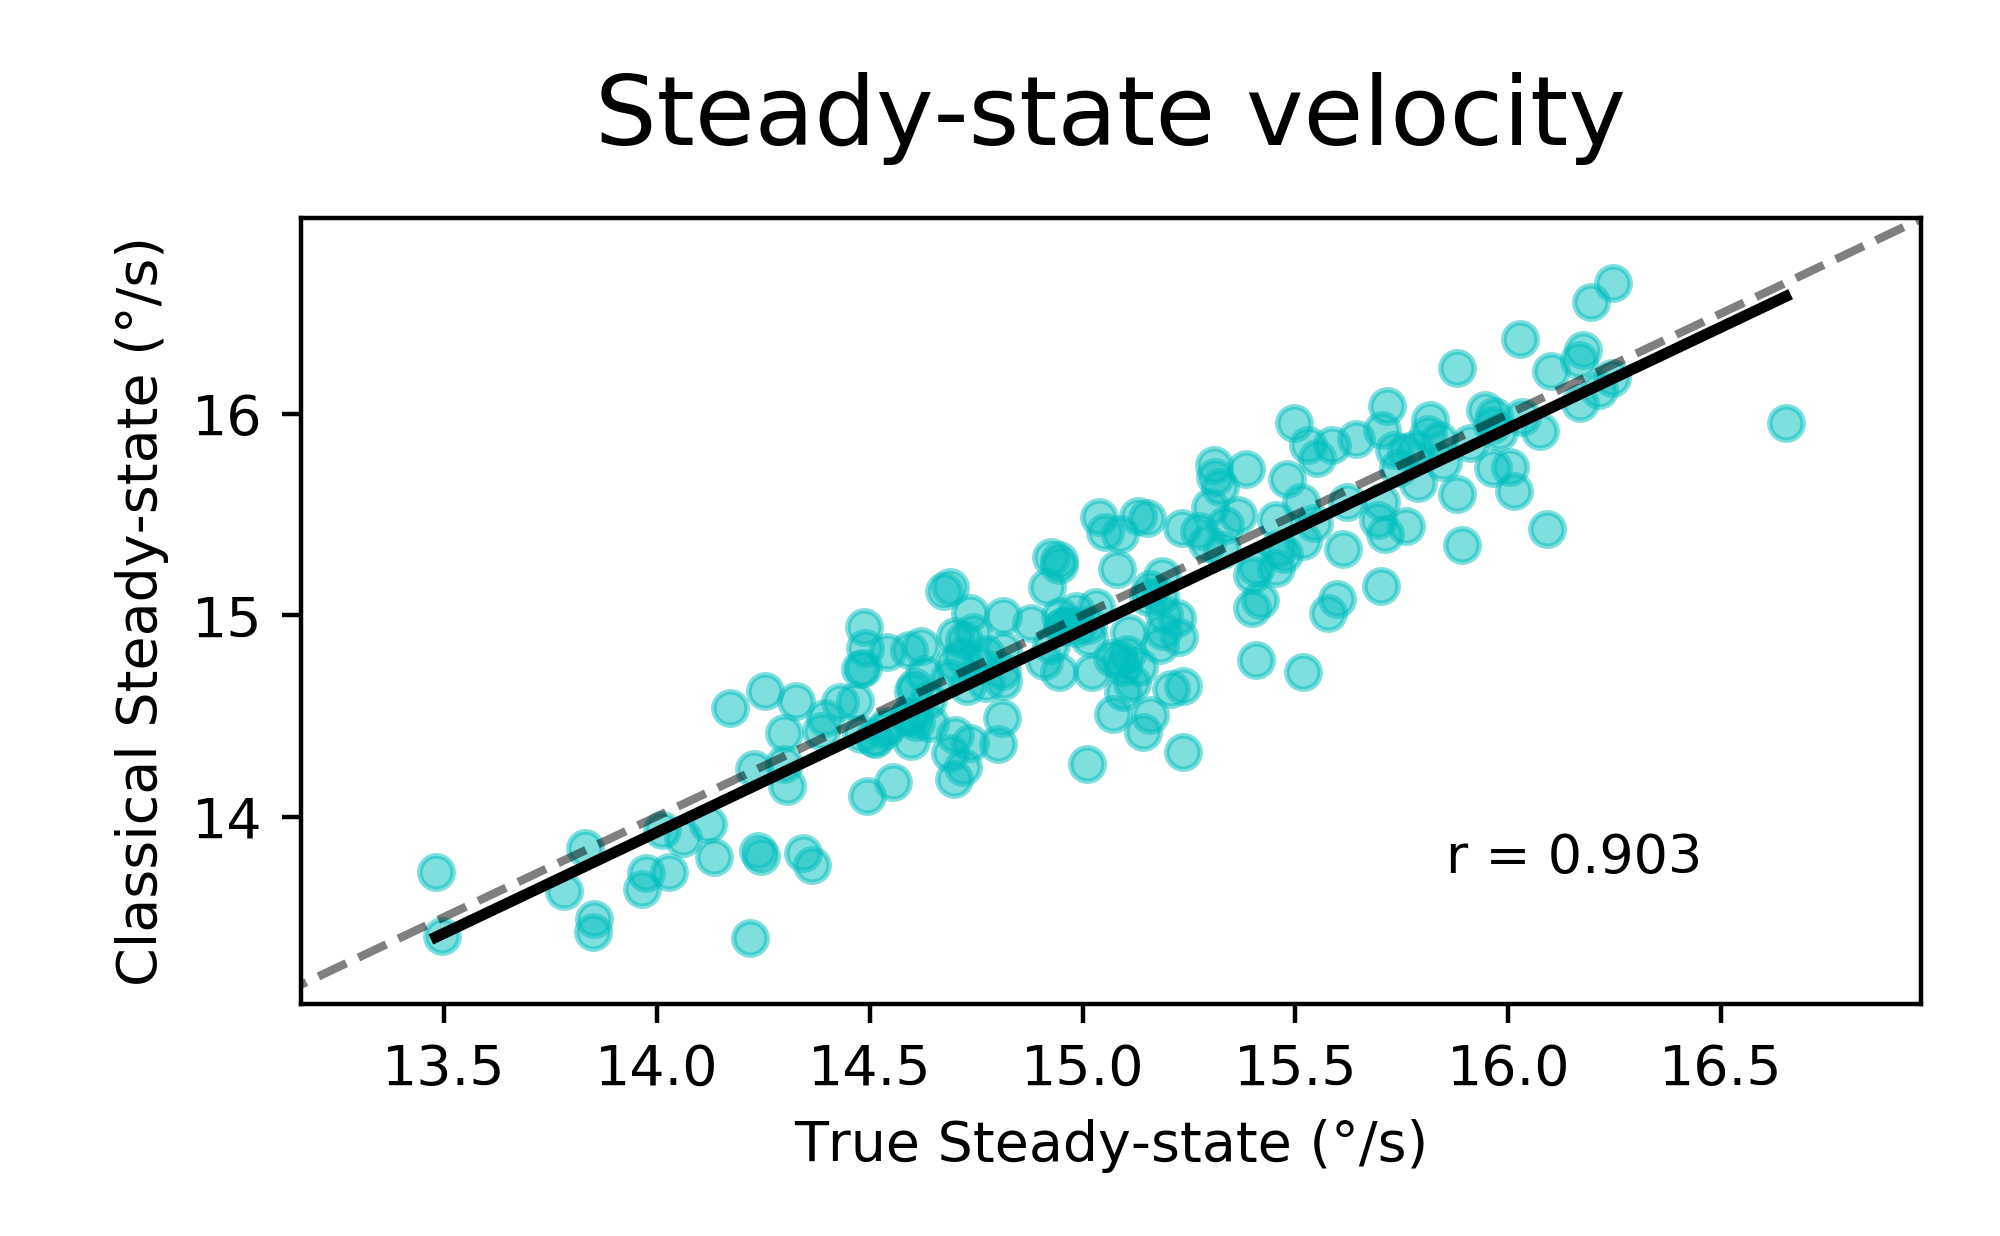 Steady-state velocity
Classical Steady-state (°/s)
16
15
14
r = 0.903
13.5 14.0 14.5 15.0 15.5 16.0 16.5
True Steady-state (°/s)